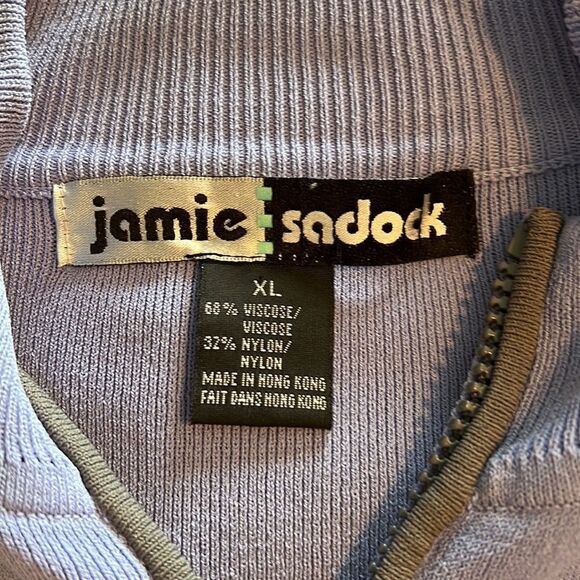 jamie sadock
XL
68% VISCOSE/
VISCOSE
32% NYLON/
NYLON
MADE IN HONG KONG
FAIT DANS HONG KONG